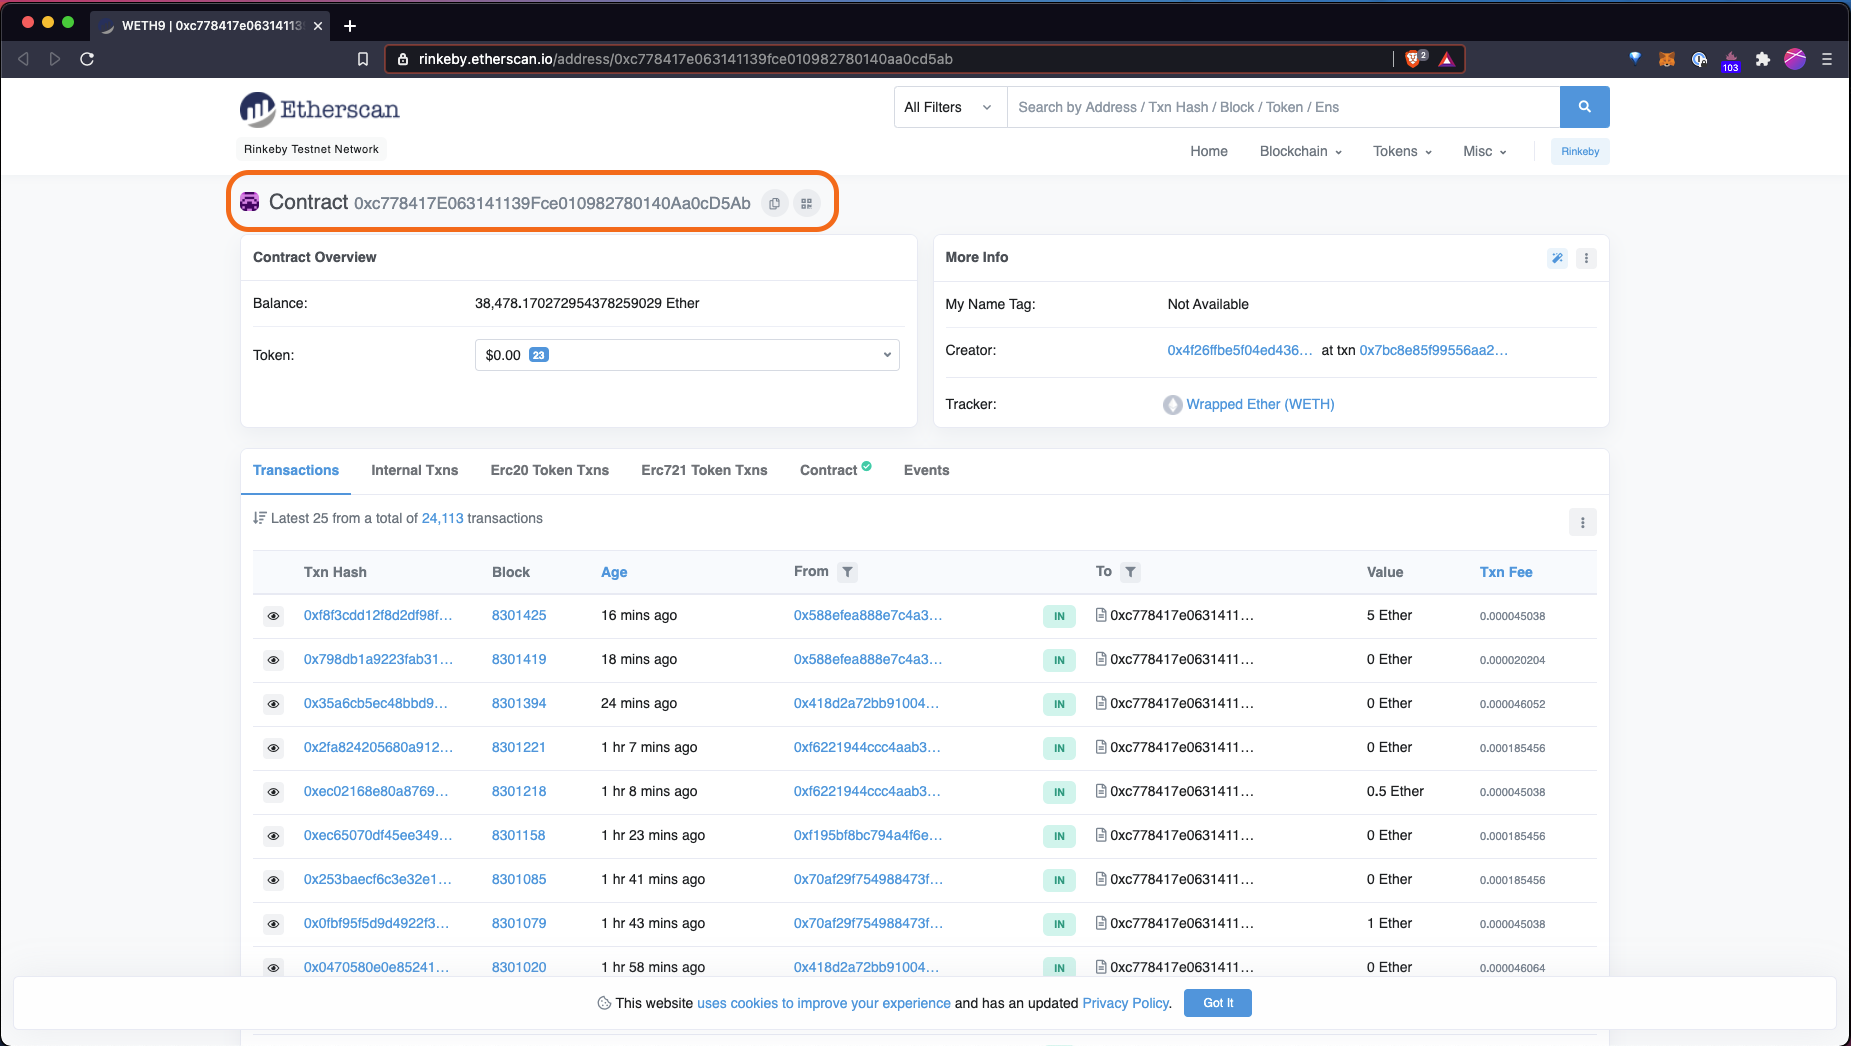 WETH9 | 0xc778417e063141139
rinkeby.etherscan.io/address/0xc778417e063141139fce010982780140aa0cd5ab
2
103
Etherscan
All Filters
Search by Address / Txn Hash / Block / Token / Ens
Rinkeby Testnet Network
Home Blockchain Tokens Misc Rinkeby
Contract 0xc778417E063141139Fce010982780140Aa0cD5Ab
Contract Overview
Balance: 38,478.170272954378259029 Ether
Token: $0.00 23
More Info
My Name Tag: Not Available
Creator: 0x4f26ffbe5f04ed436... at txn 0x7bc8e85f99556aa2...
Tracker: Wrapped Ether (WETH)
Transactions Internal Txns Erc20 Token Txns Erc721 Token Txns Contract Events
Latest 25 from a total of 24,113 transactions
Txn Hash Block Age From To Value Txn Fee
0xf8f3cdd12f8d2df98f... 8301425 16 mins ago 0x588efea888e7c4a3... IN 0xc778417e0631411... 5 Ether 0.000045038
0x798db1a9223fab31... 8301419 18 mins ago 0x588efea888e7c4a3... IN 0xc778417e0631411... 0 Ether 0.000020204
0x35a6cb5ec48bbd9... 8301394 24 mins ago 0x418d2a72bb91004... IN 0xc778417e0631411... 0 Ether 0.000046052
0x2fa824205680a912... 8301221 1 hr 7 mins ago 0xf6221944ccc4aab3... IN 0xc778417e0631411... 0 Ether 0.000185456
0xec02168e80a8769... 8301218 1 hr 8 mins ago 0xf6221944ccc4aab3... IN 0xc778417e0631411... 0.5 Ether 0.000045038
0xec65070df45ee349... 8301158 1 hr 23 mins ago 0xf195bf8bc794a4f6e... IN 0xc778417e0631411... 0 Ether 0.000185456
0x253baecf6c3e32e1... 8301085 1 hr 41 mins ago 0x70af29f754988473f... IN 0xc778417e0631411... 0 Ether 0.000185456
0x0fbf95f5d9d4922f3... 8301079 1 hr 43 mins ago 0x70af29f754988473f... IN 0xc778417e0631411... 1 Ether 0.000045038
0x0470580e0e85241... 8301020 1 hr 58 mins ago 0x418d2a72bb91004... IN 0xc778417e0631411... 0 Ether 0.000046064
This website uses cookies to improve your experience and has an updated Privacy Policy. Got It